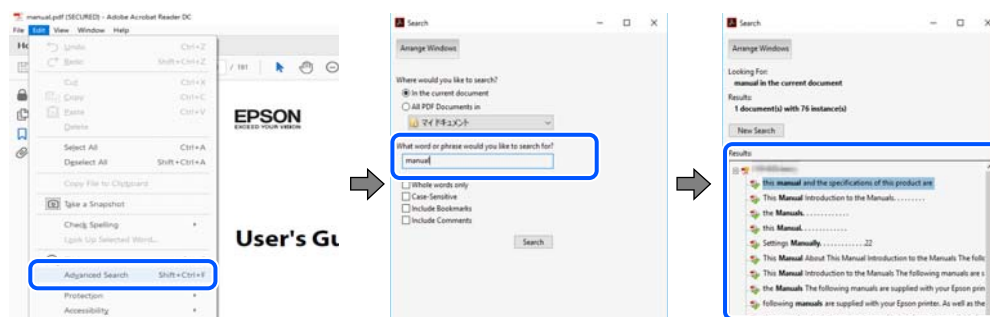 manual.pdf (SECURED) - Adobe Acrobat Reader DC
File Edit View Window Help
Undo Ctrl+Z
Redo Shift+Ctrl+Z
Cut Ctrl+X
Copy Ctrl+C
Paste Ctrl+V
Delete
Select All Ctrl+A
Deselect All Shift+Ctrl+A
Copy File to Clipboard
Take a Snapshot
Check Spelling
Look Up Selected Word...
Advanced Search Shift+Ctrl+F
Protection
Accessibility
/ 181
EPSON
EXCEED YOUR VISION
User's Gu
Search
Arrange Windows
Where would you like to search?
In the current document
All PDF Documents in
マイ ドキュメント
What word or phrase would you like to search for?
manual
Whole words only
Case-Sensitive
Include Bookmarks
Include Comments
Search
Search
Arrange Windows
Looking For:
manual in the current document
Results:
1 document(s) with 76 instance(s)
New Search
Results:
this manual and the specifications of this product are
This Manual Introduction to the Manuals. . . . . . . . .
the Manuals. . . . . . . . . . . .
this Manual. . . . . . . . . . . .
Settings Manually. . . . . . . . . . . .22
This Manual About This Manual Introduction to the Manuals The follo
This Manual Introduction to the Manuals The following manuals are s
the Manuals The following manuals are supplied with your Epson prin
following manuals are supplied with your Epson printer. As well as the